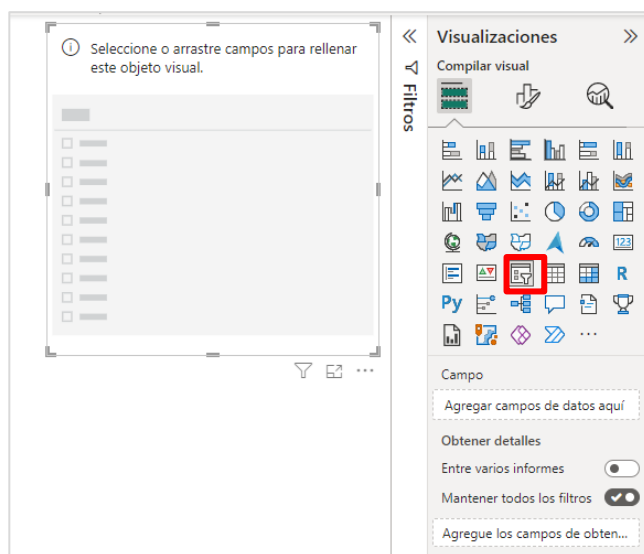 Seleccione o arrastre campos para rellenar
este objeto visual.
Filtros
Visualizaciones
Compilar visual
123
R
Py
Campo
Agregar campos de datos aquí
Obtener detalles
Entre varios informes
Mantener todos los filtros
Agregue los campos de obten...